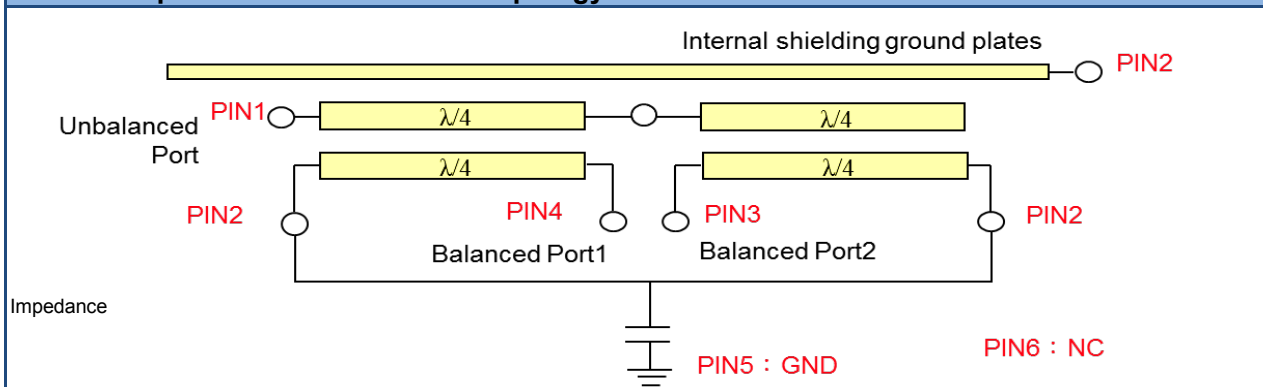 Internal shielding ground plates
PIN2
PIN1
λ/4
λ/4
Unbalanced
Port
λ/4
λ/4
PIN2
PIN4
PIN3
PIN2
Balanced Port1
Balanced Port2
Impedance
PIN5：GND
PIN6：NC